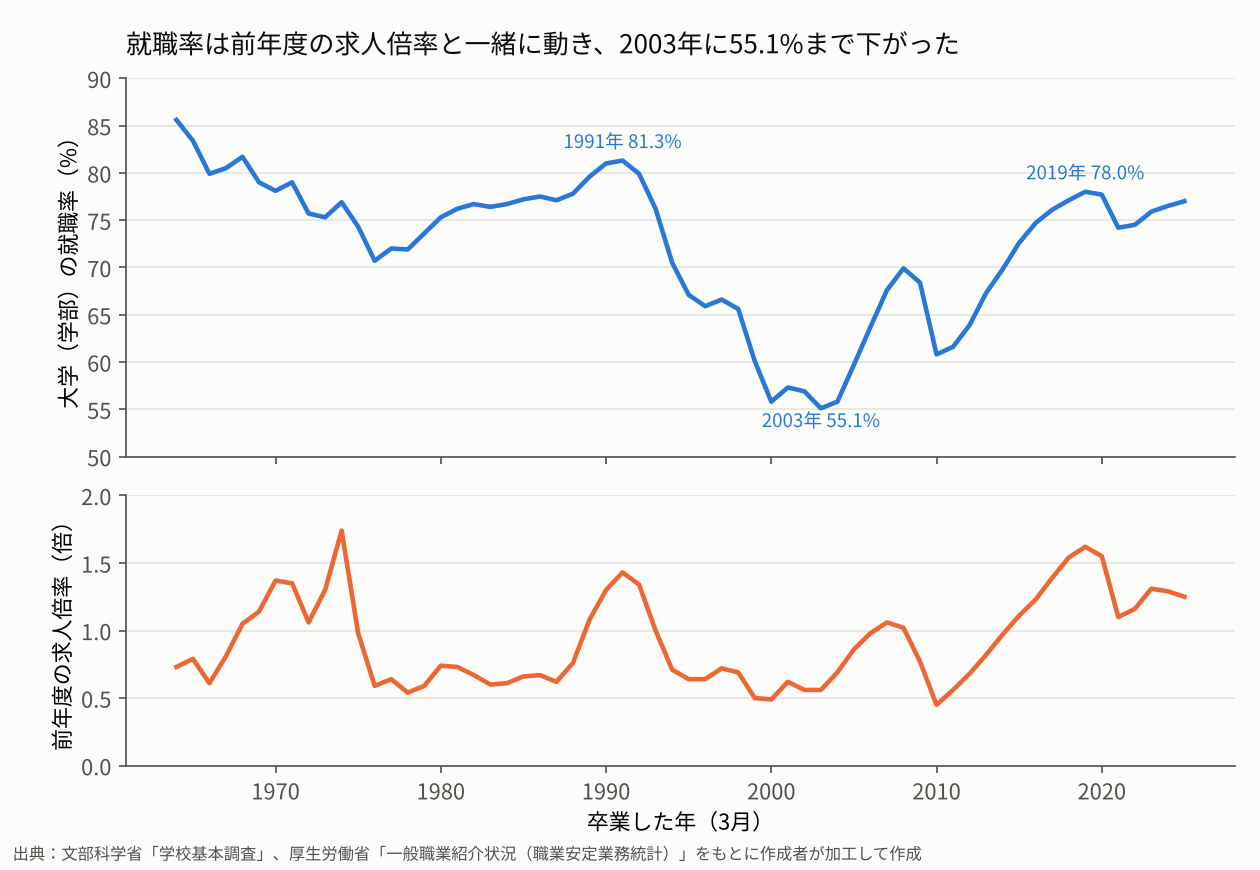 就職率は前年度の求人倍率と一緒に動き、2003年に55.1%まで下がった
大学（学部）の就職率（%）
90
85
80
75
70
65
60
55
50
1991年 81.3%
2019年 78.0%
2003年 55.1%
前年度の求人倍率（倍）
2.0
1.5
1.0
0.5
0.0
1970 1980 1990 2000 2010 2020
卒業した年（3月）
出典：文部科学省「学校基本調査」、厚生労働省「一般職業紹介状況（職業安定業務統計）」をもとに作成者が加工して作成